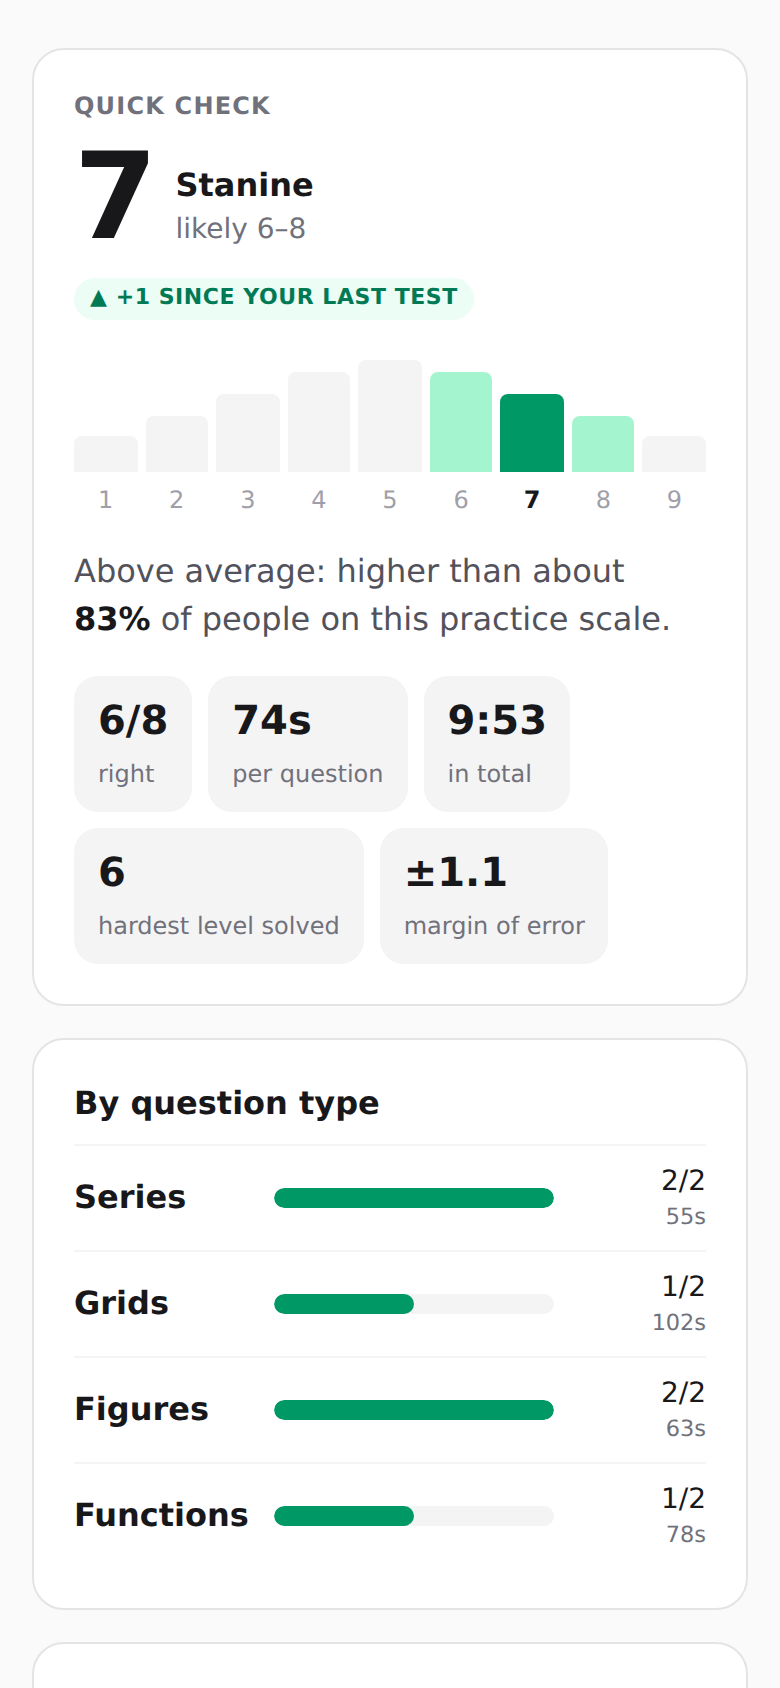 QUICK CHECK
7
Stanine
likely 6–8
▲ +1 SINCE YOUR LAST TEST
1 2 3 4 5 6 7 8 9
Above average: higher than about
83% of people on this practice scale.
6/8 74s 9:53
right per question in total
6 ±1.1
hardest level solved margin of error
By question type
Series 2/2
55s
Grids 1/2
102s
Figures 2/2
63s
Functions 1/2
78s